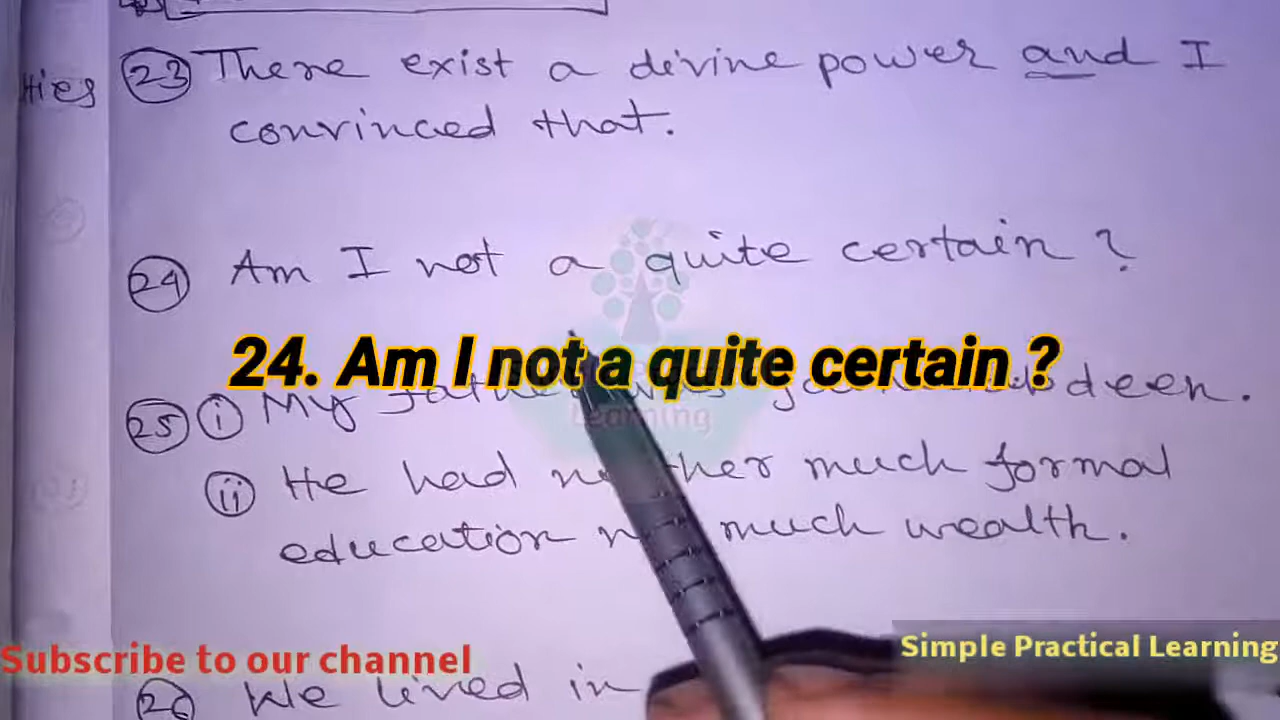 Hies
23 There exist a divine power and I
convinced that.
24 Am I not a quite certain ?
24. Am I not a quite certain ?
25 i My deen.
ii He had much formal
education much wealth.
Learning
Subscribe to our channel
Simple Practical Learning
26 We lived in